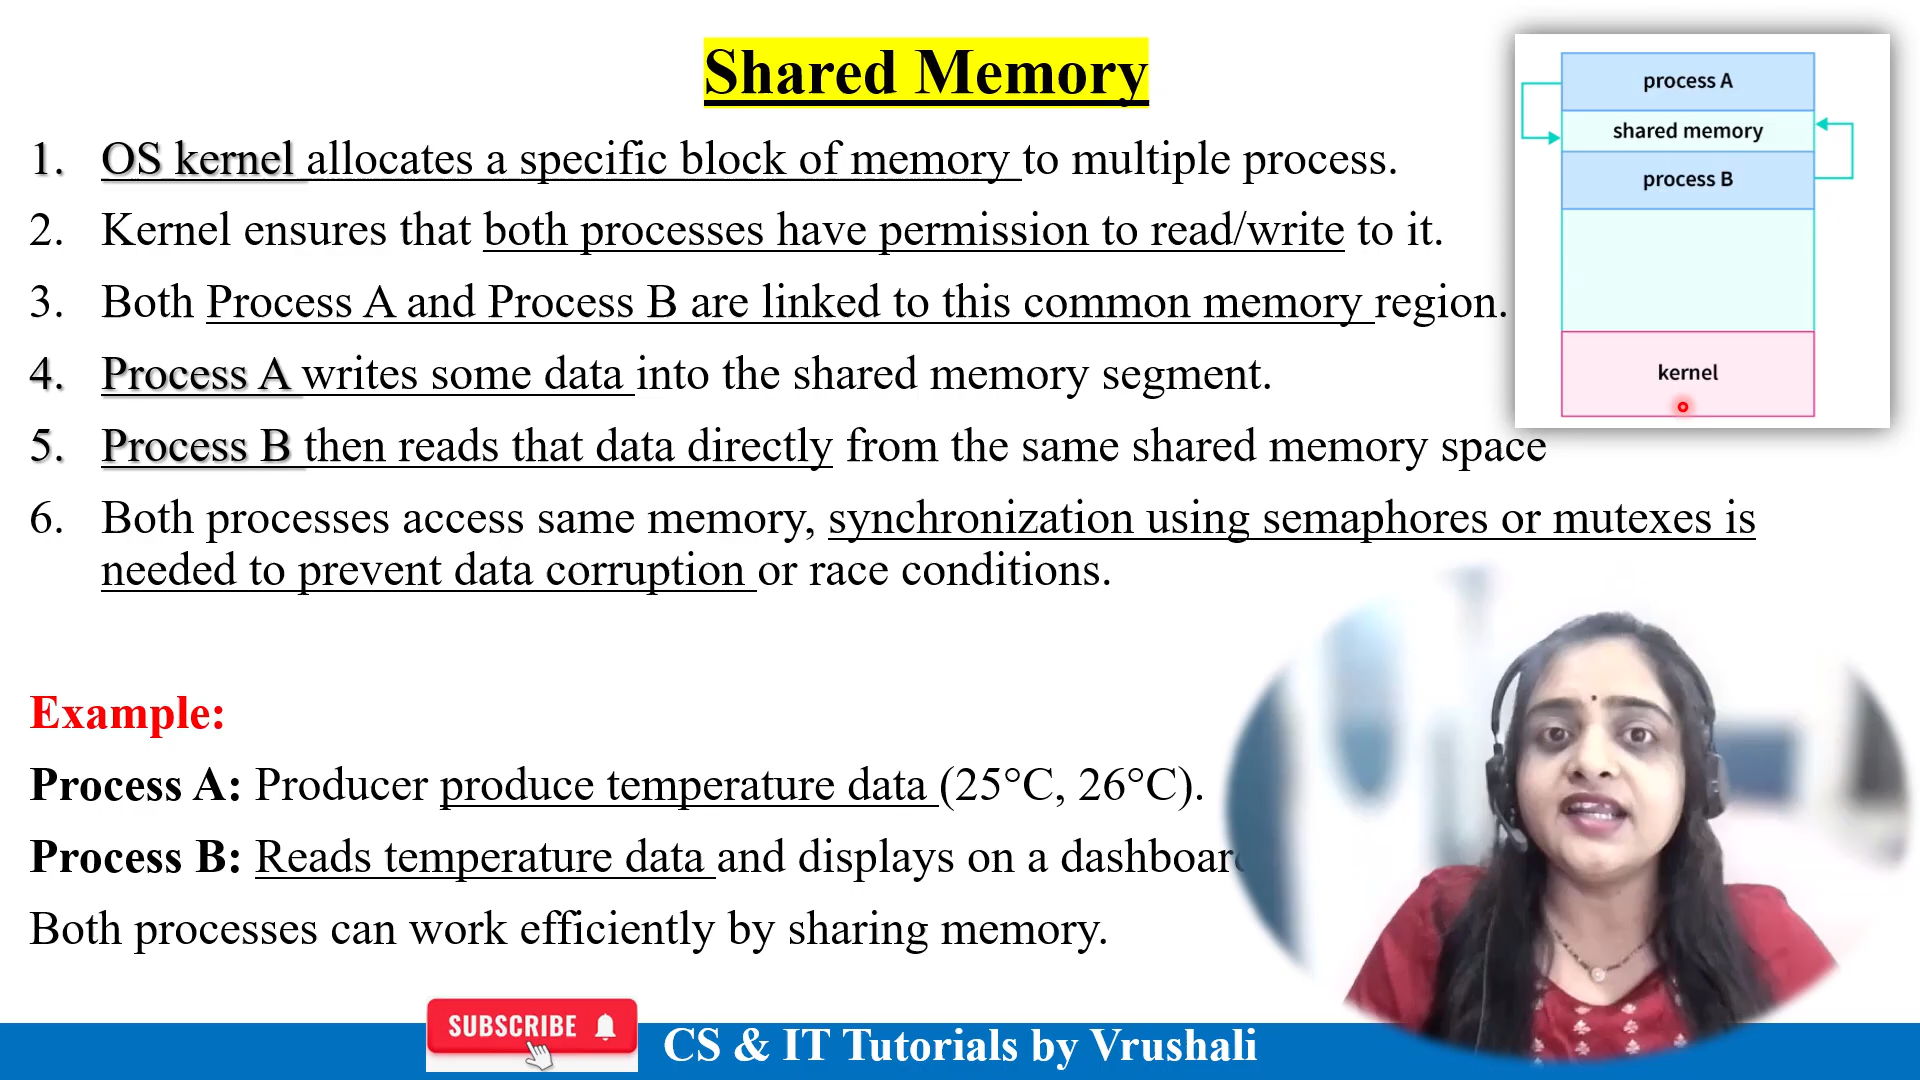 Shared Memory
1. OS kernel allocates a specific block of memory to multiple process.
2. Kernel ensures that both processes have permission to read/write to it.
3. Both Process A and Process B are linked to this common memory region.
4. Process A writes some data into the shared memory segment.
5. Process B then reads that data directly from the same shared memory space
6. Both processes access same memory, synchronization using semaphores or mutexes is
needed to prevent data corruption or race conditions.
process A
shared memory
process B
kernel
Example:
Process A: Producer produce temperature data (25°C, 26°C).
Process B: Reads temperature data and displays on a
Both processes can work efficiently by sharing memory.
SUBSCRIBE
CS & IT Tutorials by Vrushali